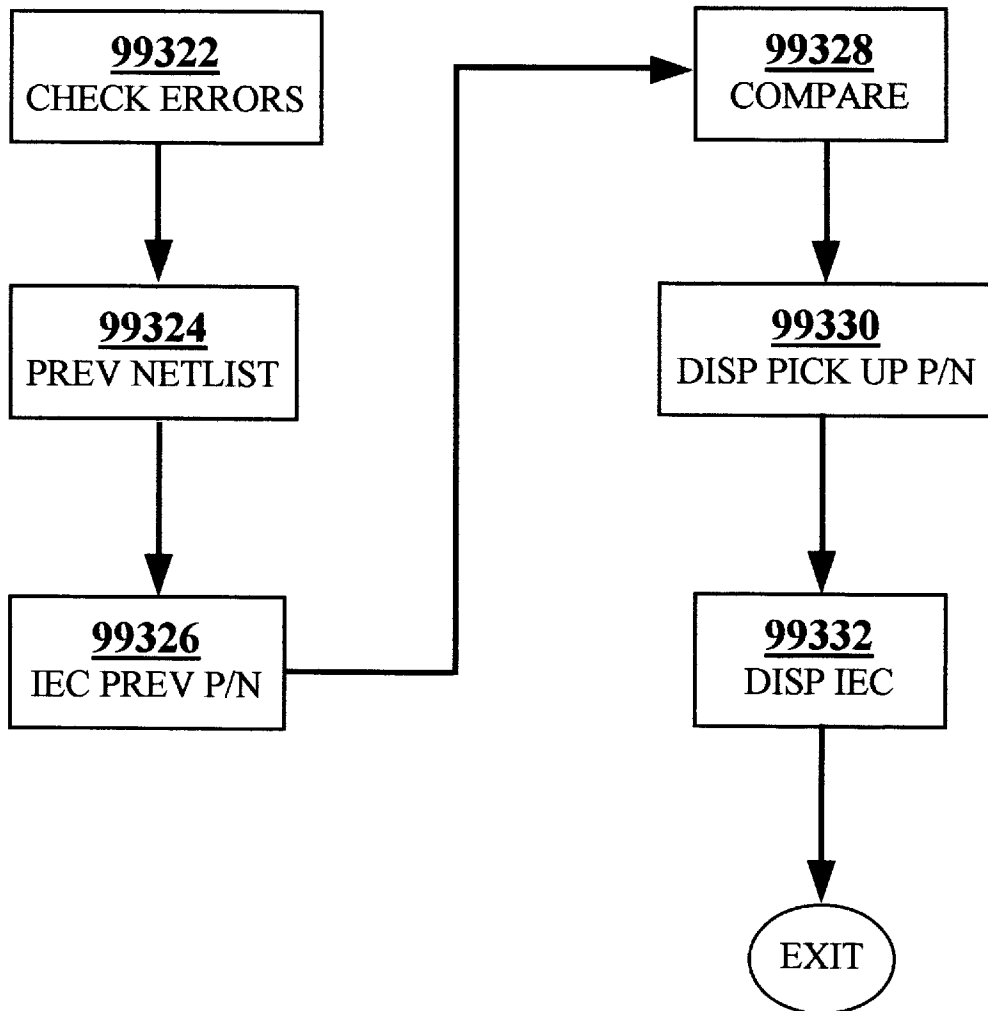 99322
CHECK ERRORS
99324
PREV NETLIST
99326
IEC PREV P/N
99328
COMPARE
99330
DISP PICK UP P/N
99332
DISP IEC
EXIT